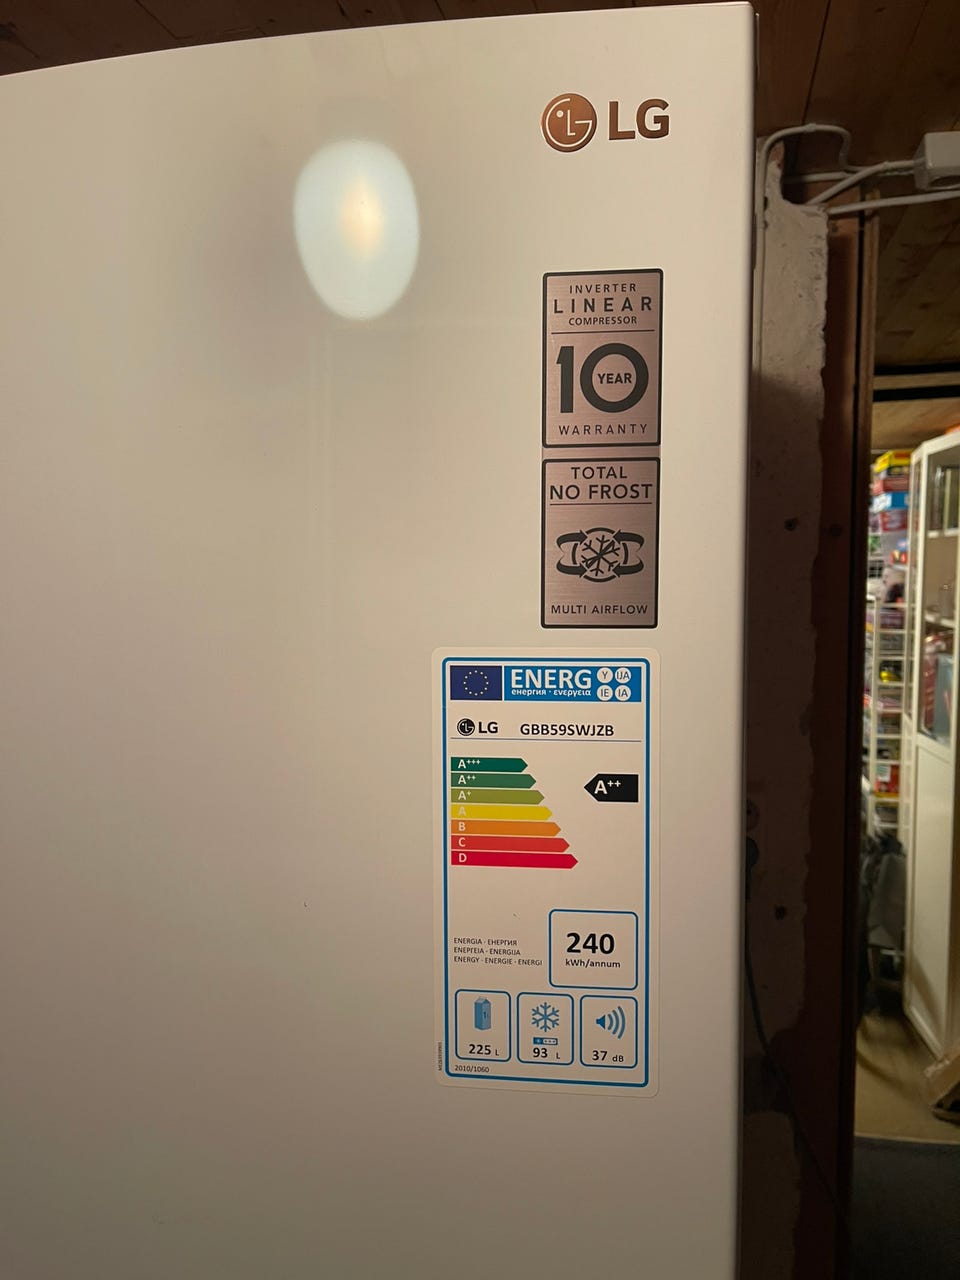 LG
INVERTER
LINEAR
COMPRESSOR
10 YEAR
WARRANTY
TOTAL
NO FROST
MULTI AIRFLOW
ENERG Y IJA
енергия · ενεργεια IE IA
LG GBB59SWJZB
A+++
A++
A++
A+
A
B
C
D
ENERGIA · ЕНЕРГИЯ
ΕΝΕΡΓΕΙΑ · ENERGIJA
ENERGY · ENERGIE · ENERGI
240
kWh/annum
225 L
93 L
37 dB
2010/1060